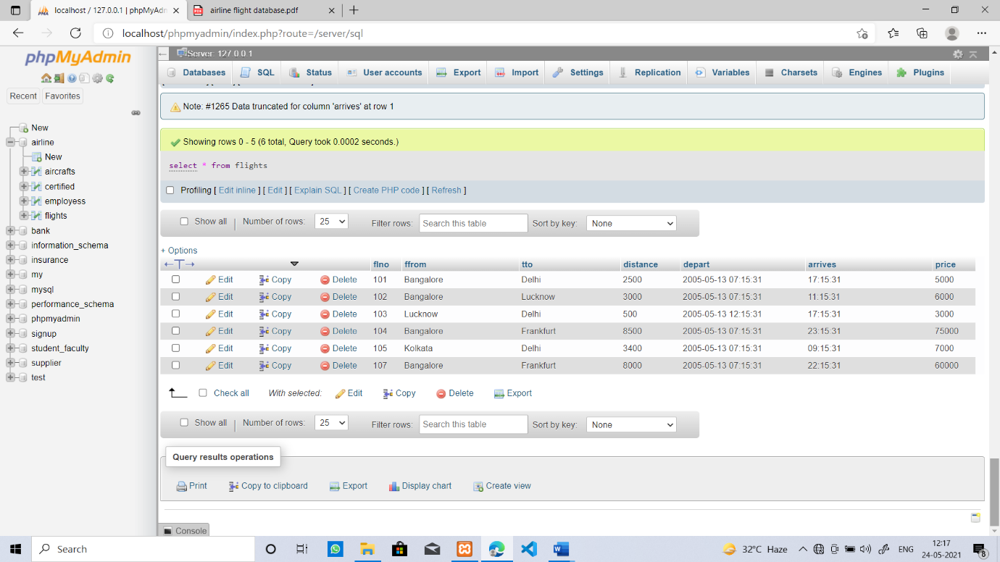 localhost / 127.0.0.1 | phpMyAdn
airline flight database.pdf
localhost/phpmyadmin/index.php?route=/server/sql
phpMyAdmin
Recent Favorites
New
airline
New
aircrafts
certified
employess
flights
bank
information_schema
insurance
my
mysql
performance_schema
phpmyadmin
signup
student_faculty
supplier
test
Server: 127.0.0.1
Databases SQL Status User accounts Export Import Settings Replication Variables Charsets Engines Plugins
Note: #1265 Data truncated for column 'arrives' at row 1
Showing rows 0 - 5 (6 total, Query took 0.0002 seconds.)
select * from flights
Profiling [ Edit inline ] [ Edit ] [ Explain SQL ] [ Create PHP code ] [ Refresh ]
Show all | Number of rows: 25 Filter rows: Search this table Sort by key: None
+ Options
←T→ flno ffrom tto distance depart arrives price
Edit Copy Delete 101 Bangalore Delhi 2500 2005-05-13 07:15:31 17:15:31 5000
Edit Copy Delete 102 Bangalore Lucknow 3000 2005-05-13 07:15:31 11:15:31 6000
Edit Copy Delete 103 Lucknow Delhi 500 2005-05-13 12:15:31 17:15:31 3000
Edit Copy Delete 104 Bangalore Frankfurt 8500 2005-05-13 07:15:31 23:15:31 75000
Edit Copy Delete 105 Kolkata Delhi 3400 2005-05-13 07:15:31 09:15:31 7000
Edit Copy Delete 107 Bangalore Frankfurt 8000 2005-05-13 07:15:31 22:15:31 60000
Check all With selected: Edit Copy Delete Export
Show all | Number of rows: 25 Filter rows: Search this table Sort by key: None
Query results operations
Print Copy to clipboard Export Display chart Create view
Console
Search
32°C Haze ENG 12:17
24-05-2021 8